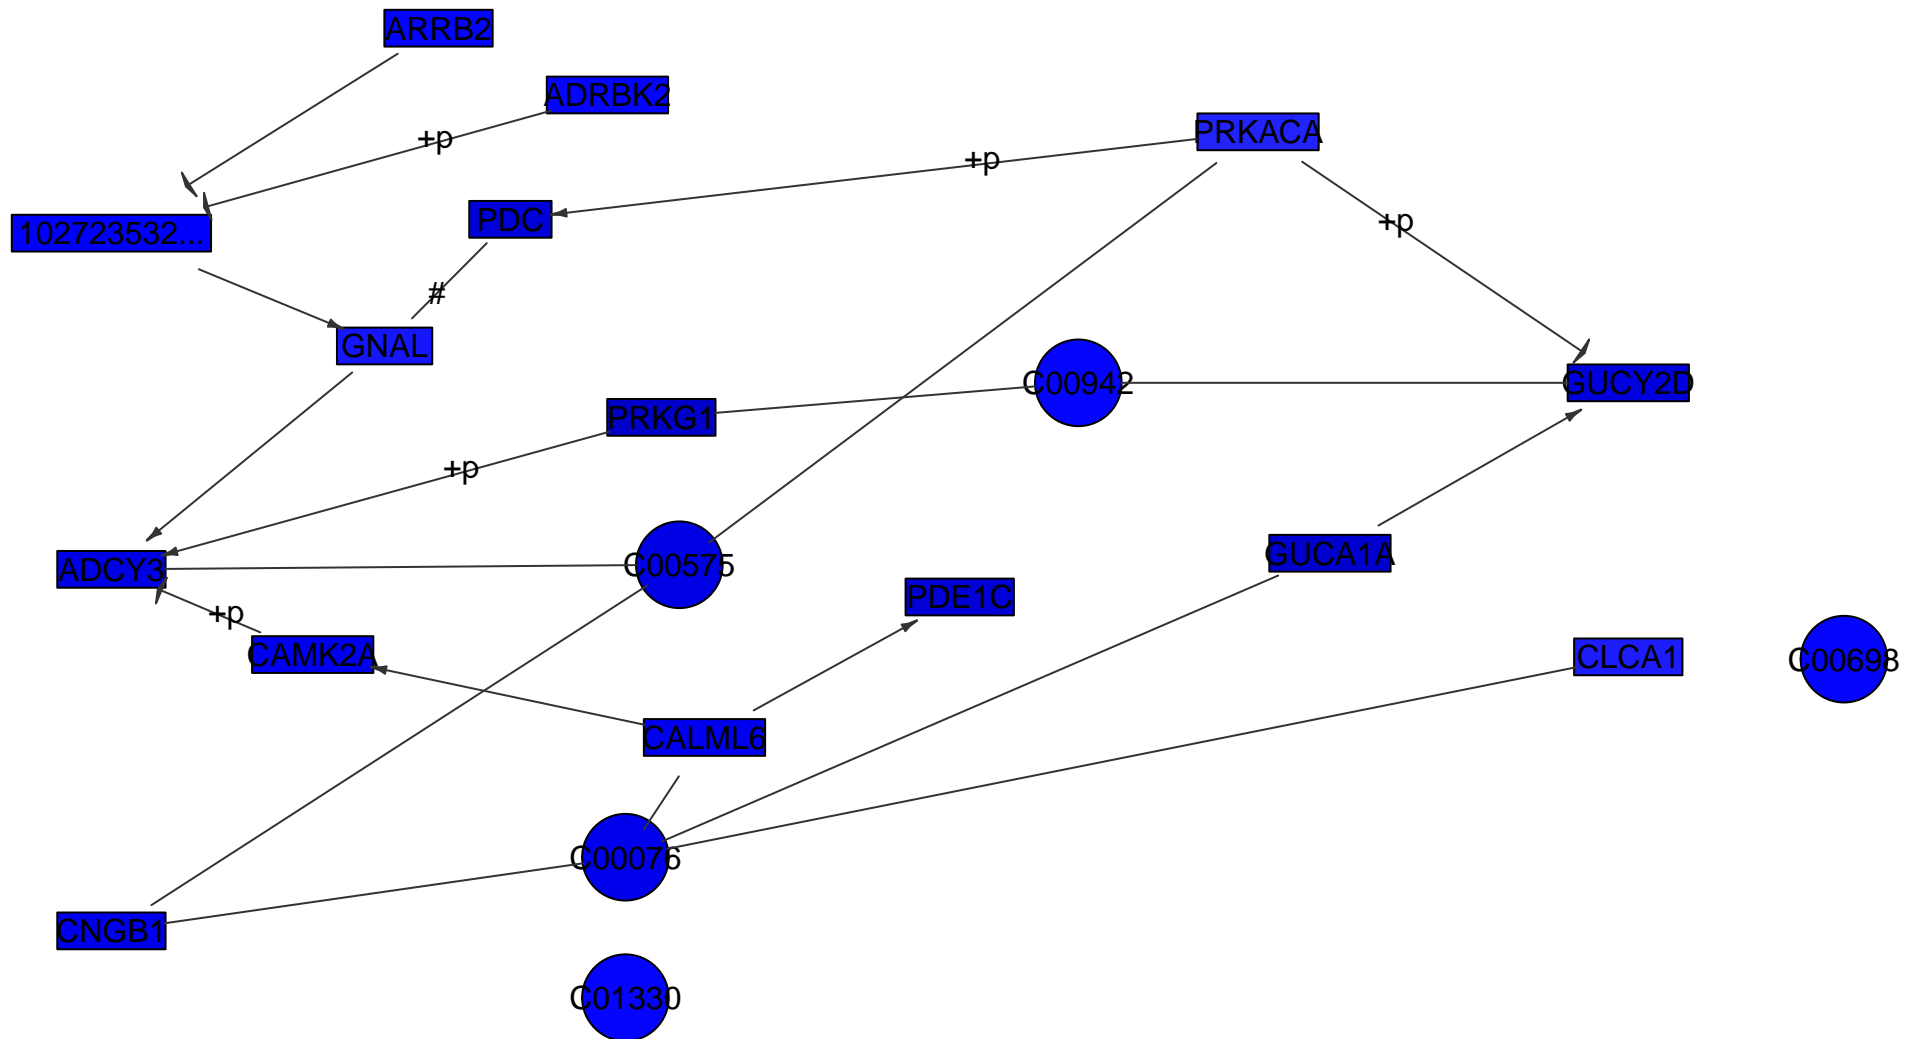 ARRB2
ADRBK2
PRKACA
+p
+p
PDC
+p
102723532...
#
GNAL
C00942
GUCY2D
PRKG1
+p
GUCA1A
ADCY3
C00575
PDE1C
+p
CAMK2A
CLCA1
C00698
CALML6
C00076
CNGB1
C01330